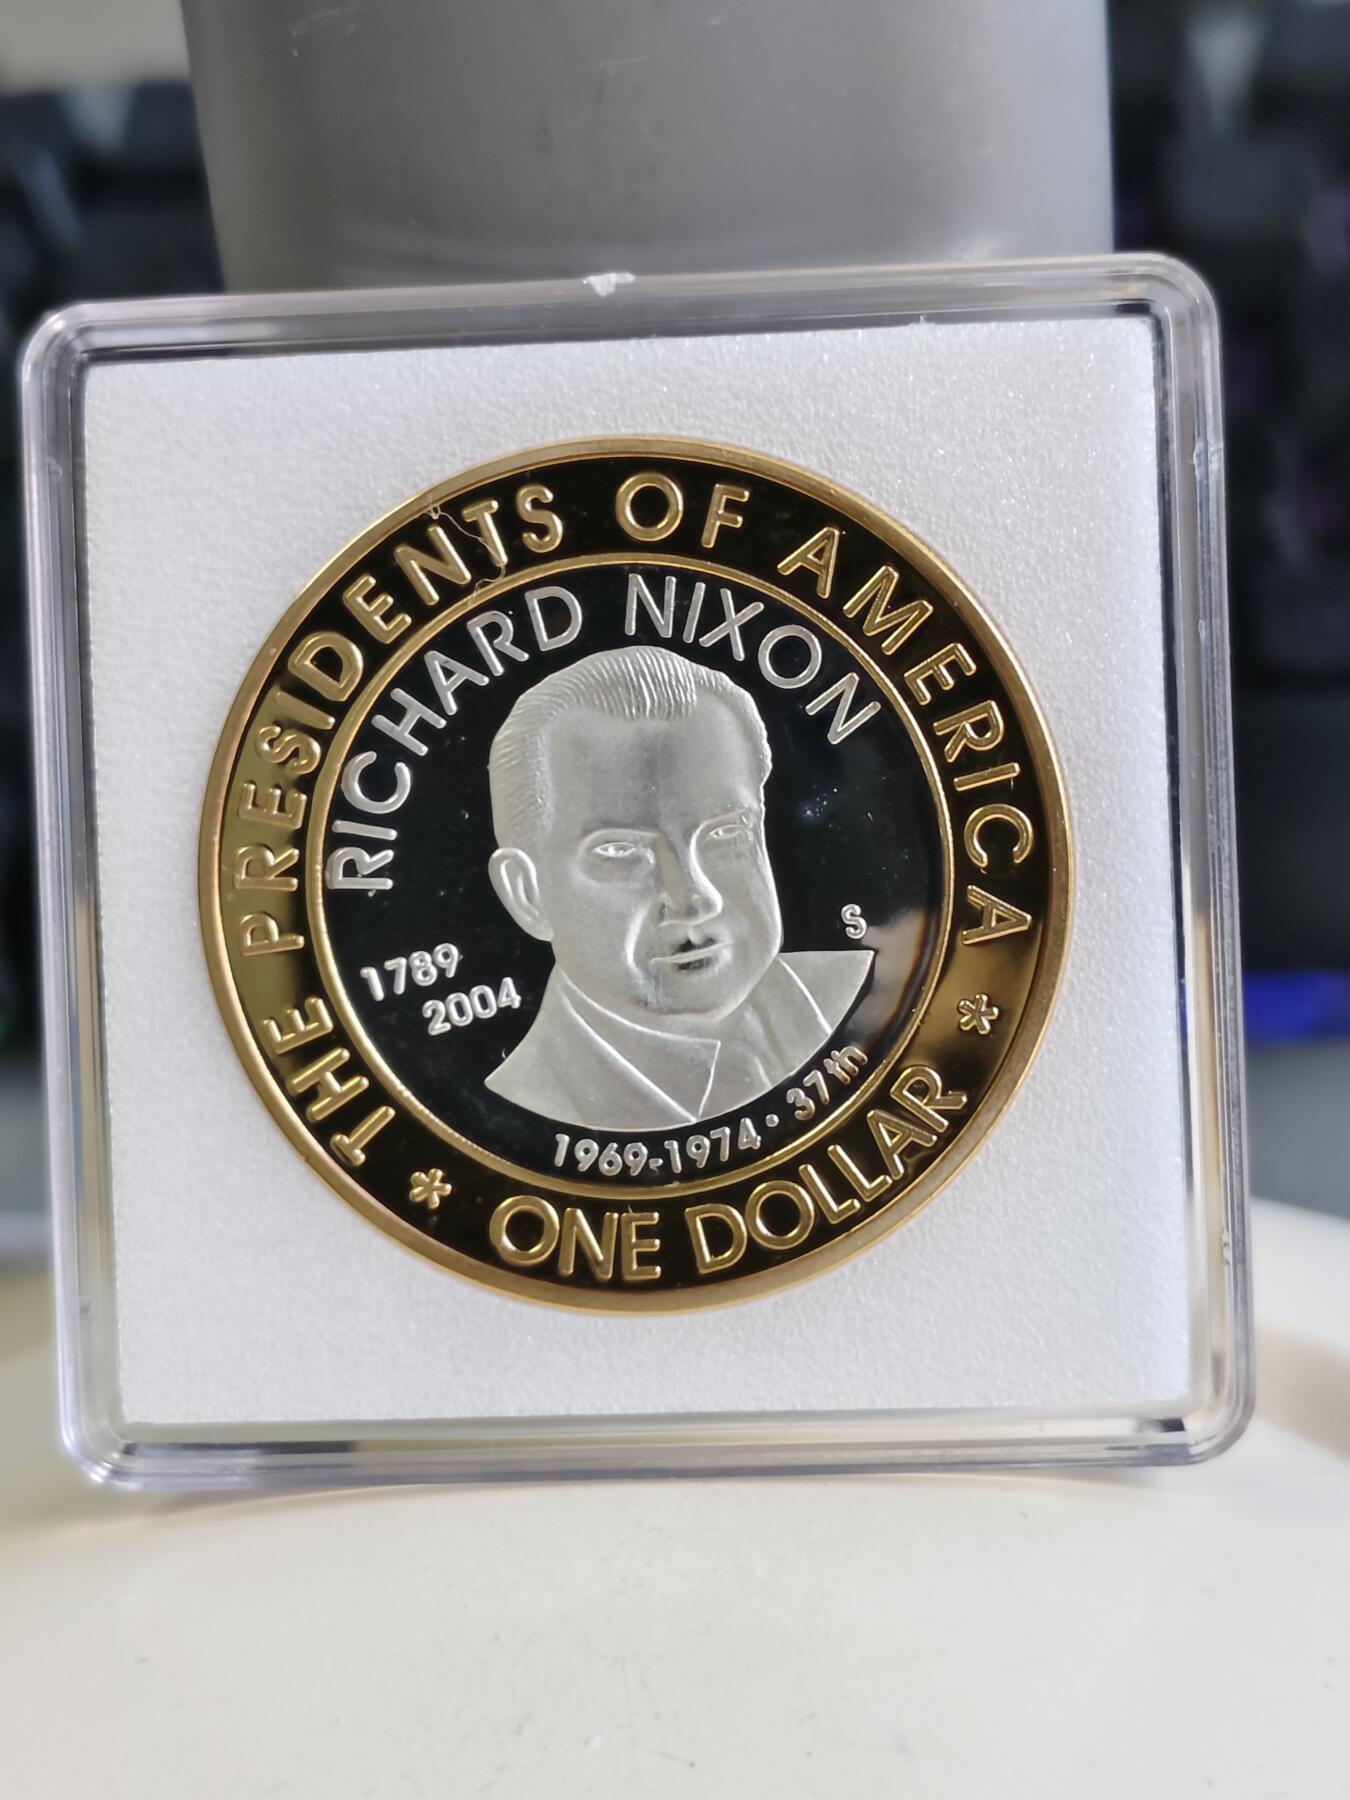 THE PRESIDENTS OF AMERICA
RICHARD NIXON
S
1789
2004
1969-1974 • 37th
* ONE DOLLAR *